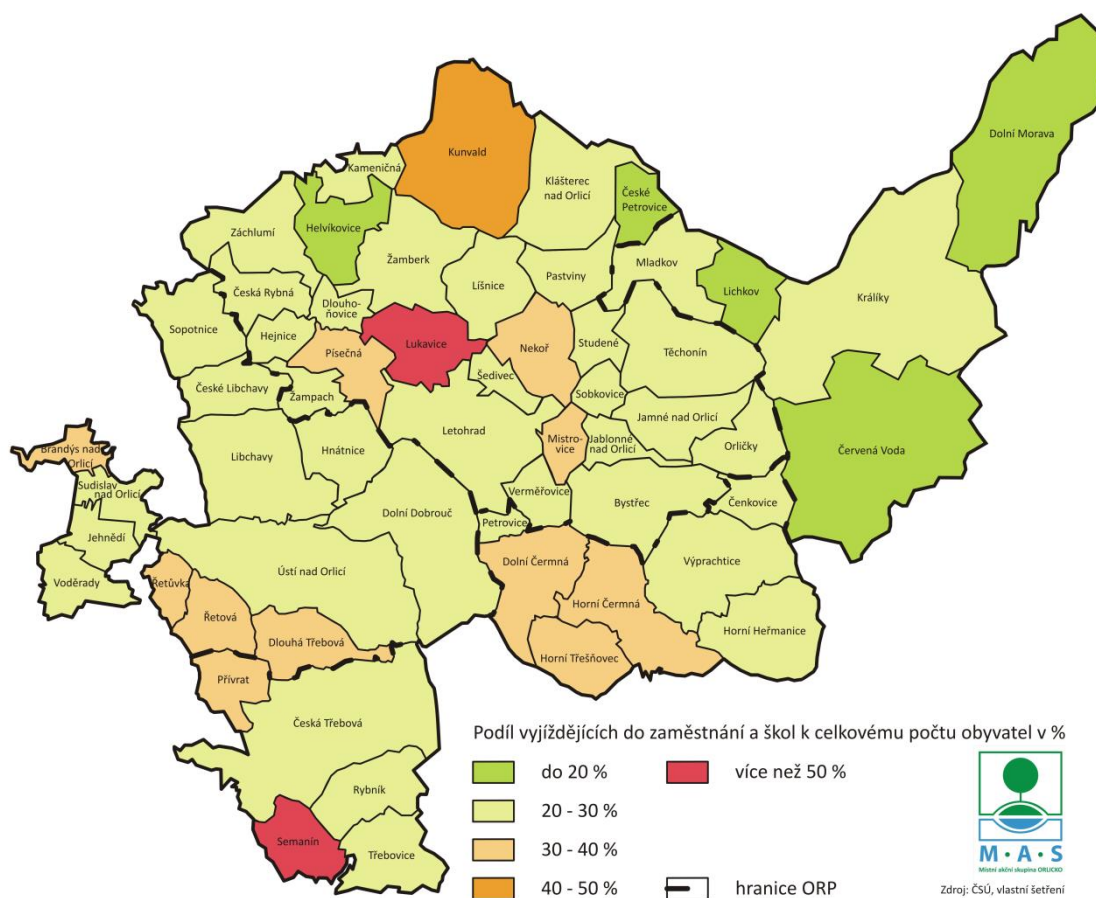 Dolní Morava
Kunvald
Kameničná
Klášterec
nad Orlicí
České
Petrovice
Helvíkovice
Záchlumí
Žamberk
Líšnice
Pastviny
Mladkov
Lichkov
Králíky
Česká Rybná
Dlouho-
ňovice
Sopotnice
Hejnice
Písečná
Lukavice
Nekoř
Studené
Těchonín
Šedivec
České Libchavy
Žampach
Sobkovice
Letohrad
Mistro-
vice
Jablonné
nad Orlicí
Jamné nad Orlicí
Orličky
Červená Voda
Brandýs nad
Orlicí
Libchavy
Hnátnice
Sudislav
nad Orlicí
Verměřovice
Bystřec
Čenkovice
Dolní Dobrouč
Petrovice
Jehnědí
Voděrady
Ústí nad Orlicí
Dolní Čermná
Výprachtice
Řetůvka
Řetová
Horní Čermná
Dlouhá Třebová
Horní Heřmanice
Horní Třešňovec
Přívrat
Česká Třebová
Rybník
Semanín
Třebovice
Podíl vyjíždějících do zaměstnání a škol k celkovému počtu obyvatel v %
do 20 %
více než 50 %
20 - 30 %
30 - 40 %
40 - 50 %
hranice ORP
M • A • S
Místní akční skupina ORLICKO
Zdroj: ČSÚ, vlastní šetření